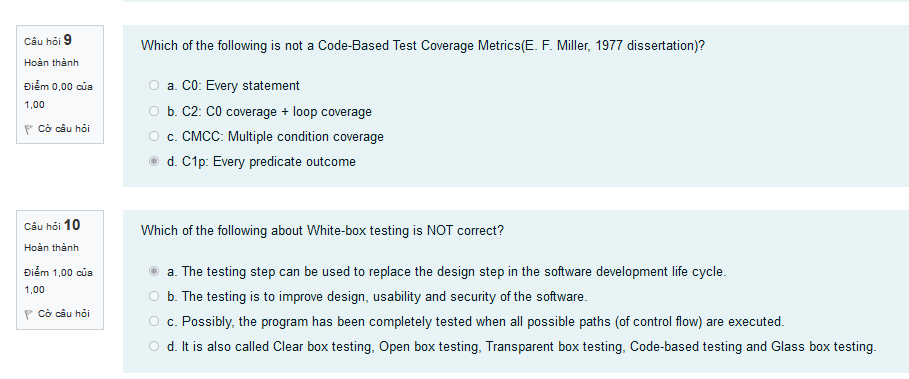 Câu hỏi 9
Hoàn thành
Điểm 0,00 của
1,00
Cờ câu hỏi
Which of the following is not a Code-Based Test Coverage Metrics(E. F. Miller, 1977 dissertation)?
a. C0: Every statement
b. C2: C0 coverage + loop coverage
c. CMCC: Multiple condition coverage
d. C1p: Every predicate outcome
Câu hỏi 10
Hoàn thành
Điểm 1,00 của
1,00
Cờ câu hỏi
Which of the following about White-box testing is NOT correct?
a. The testing step can be used to replace the design step in the software development life cycle.
b. The testing is to improve design, usability and security of the software.
c. Possibly, the program has been completely tested when all possible paths (of control flow) are executed.
d. It is also called Clear box testing, Open box testing, Transparent box testing, Code-based testing and Glass box testing.